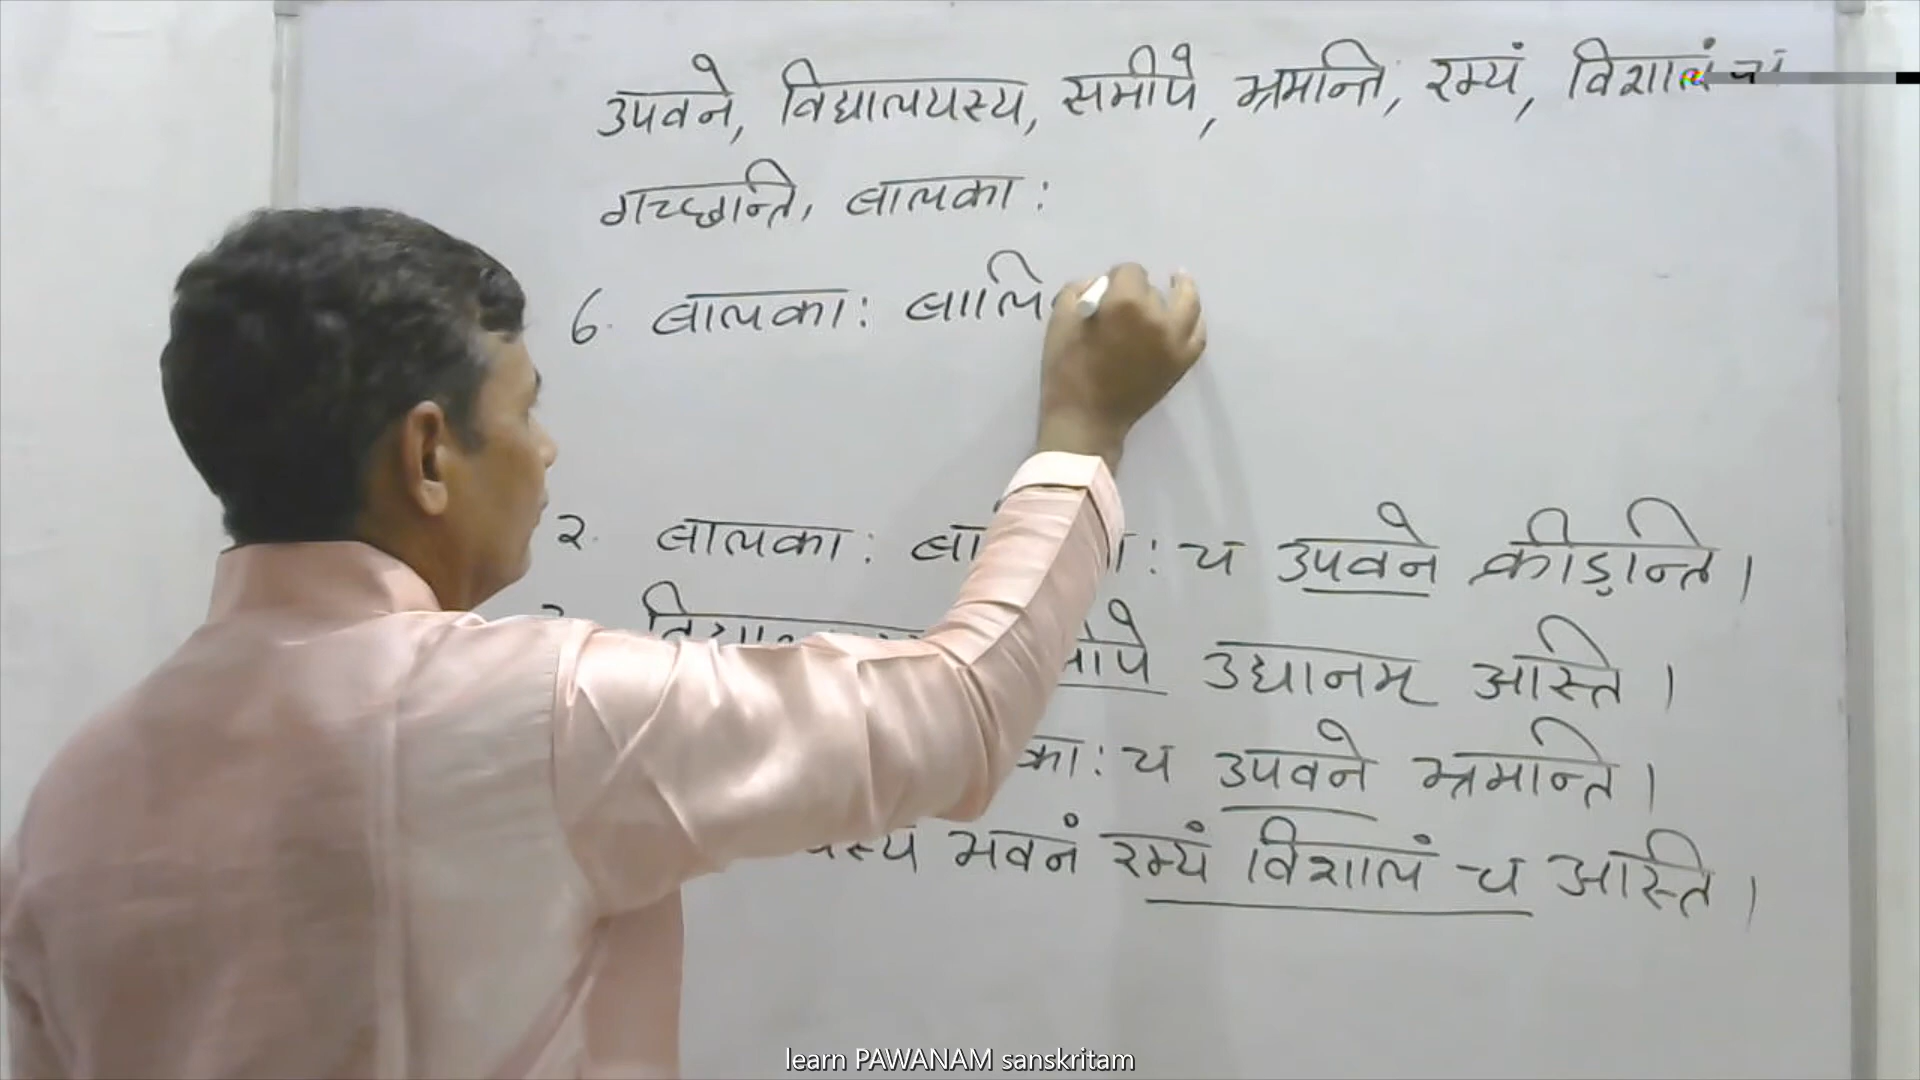 उपवने, विद्यालयस्य, समीपे, भ्रमन्ति, रम्यं, विशालं च
गच्छन्ति, बालका:
6. बालका:
२. बालका: च उपवने क्रीड़न्ति।
उद्यानम् अस्ति।
च उपवने भ्रमन्ति।
भवनं रम्यं विशालं च अस्ति।
learn PAWANAM sanskritam